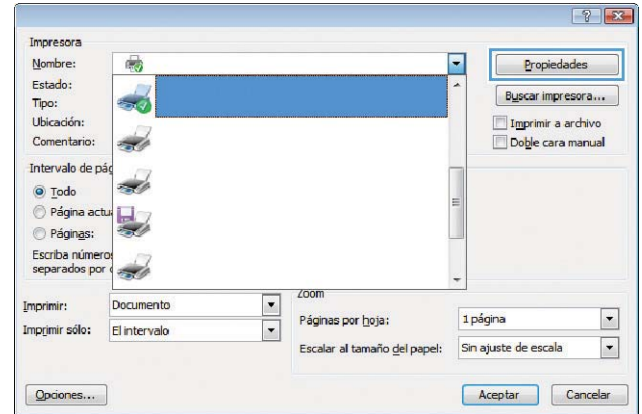 Impresora
Nombre:
Propiedades
Estado:
Tipo:
Buscar impresora...
Ubicación:
Imprimir a archivo
Comentario:
Doble cara manual
Intervalo de pág
Todo
Página actu
Páginas:
Escriba números
separados por
Imprimir:
Documento
Imprimir sólo:
El intervalo
Zoom
Páginas por hoja:
1 página
Escalar al tamaño del papel:
Sin ajuste de escala
Opciones...
Aceptar
Cancelar